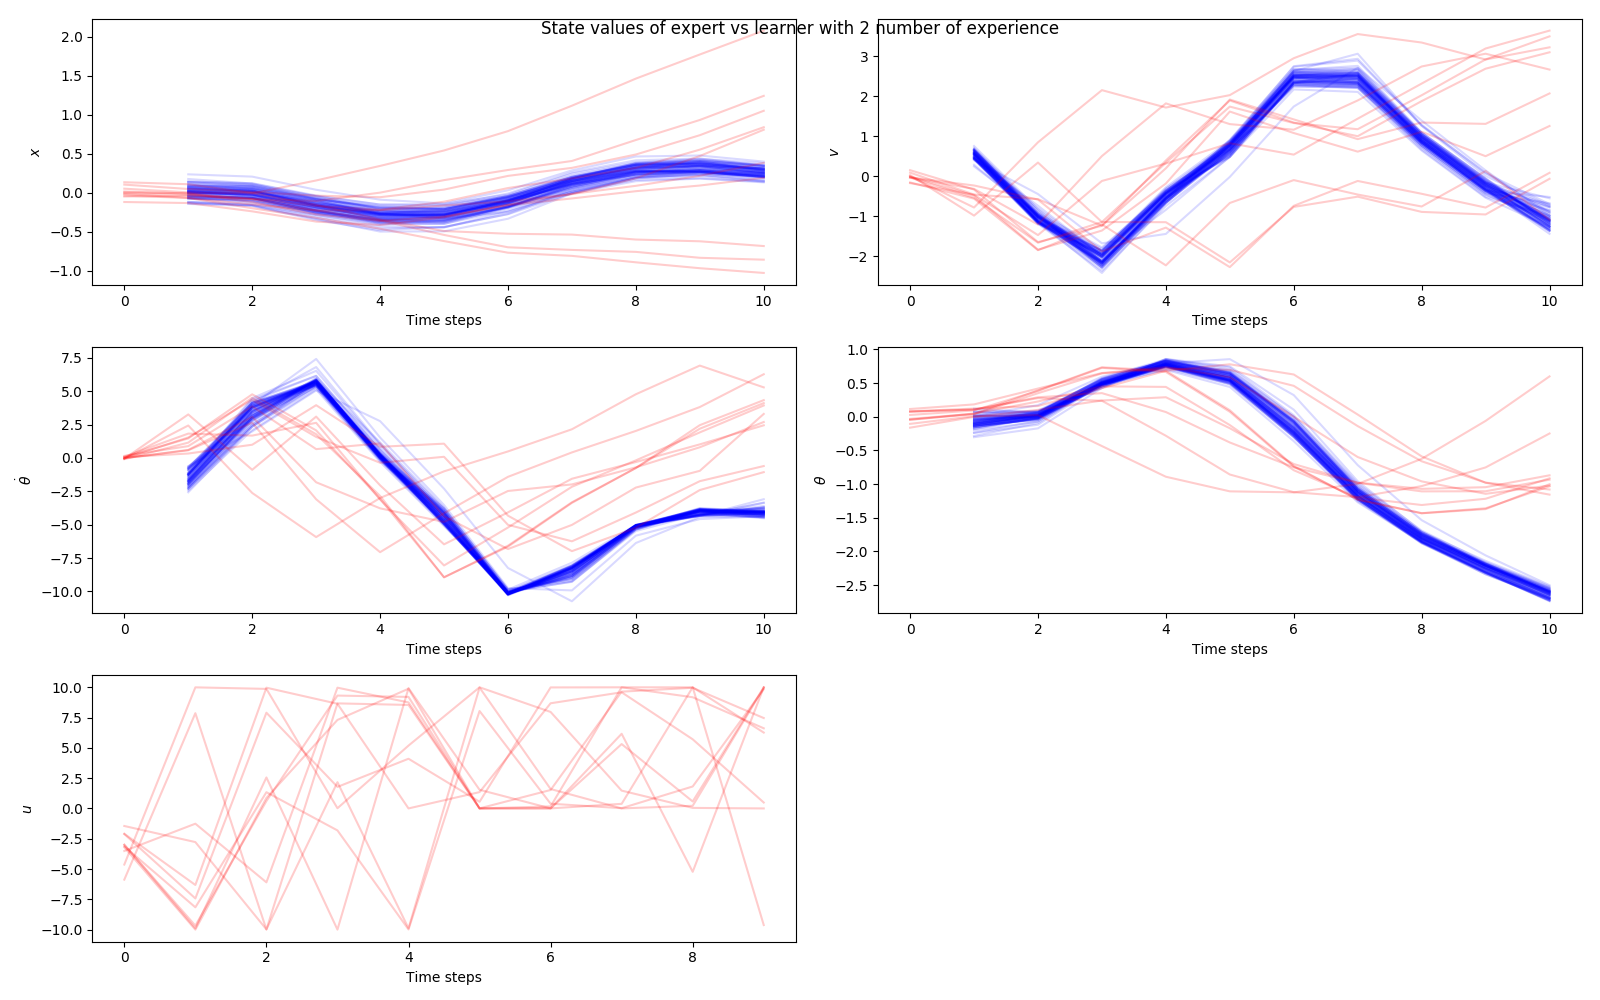 State values of expert vs learner with 2 number of experience
2.0
1.5
1.0
0.5
0.0
−0.5
−1.0
x
0 2 4 6 8 10
Time steps
3
2
1
0
−1
−2
v
0 2 4 6 8 10
Time steps
7.5
5.0
2.5
0.0
−2.5
−5.0
−7.5
−10.0
θ̇
0 2 4 6 8 10
Time steps
1.0
0.5
0.0
−0.5
−1.0
−1.5
−2.0
−2.5
θ
0 2 4 6 8 10
Time steps
10.0
7.5
5.0
2.5
0.0
−2.5
−5.0
−7.5
−10.0
u
0 2 4 6 8
Time steps